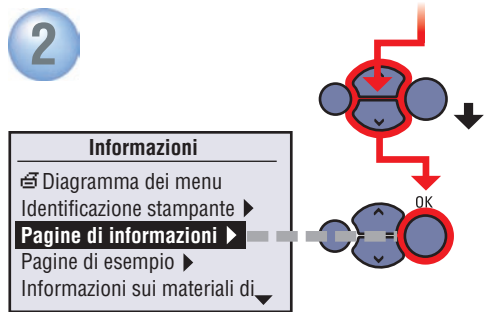 2
Informazioni
Diagramma dei menu
Identificazione stampante
Pagine di informazioni
Pagine di esempio
Informazioni sui materiali di
OK